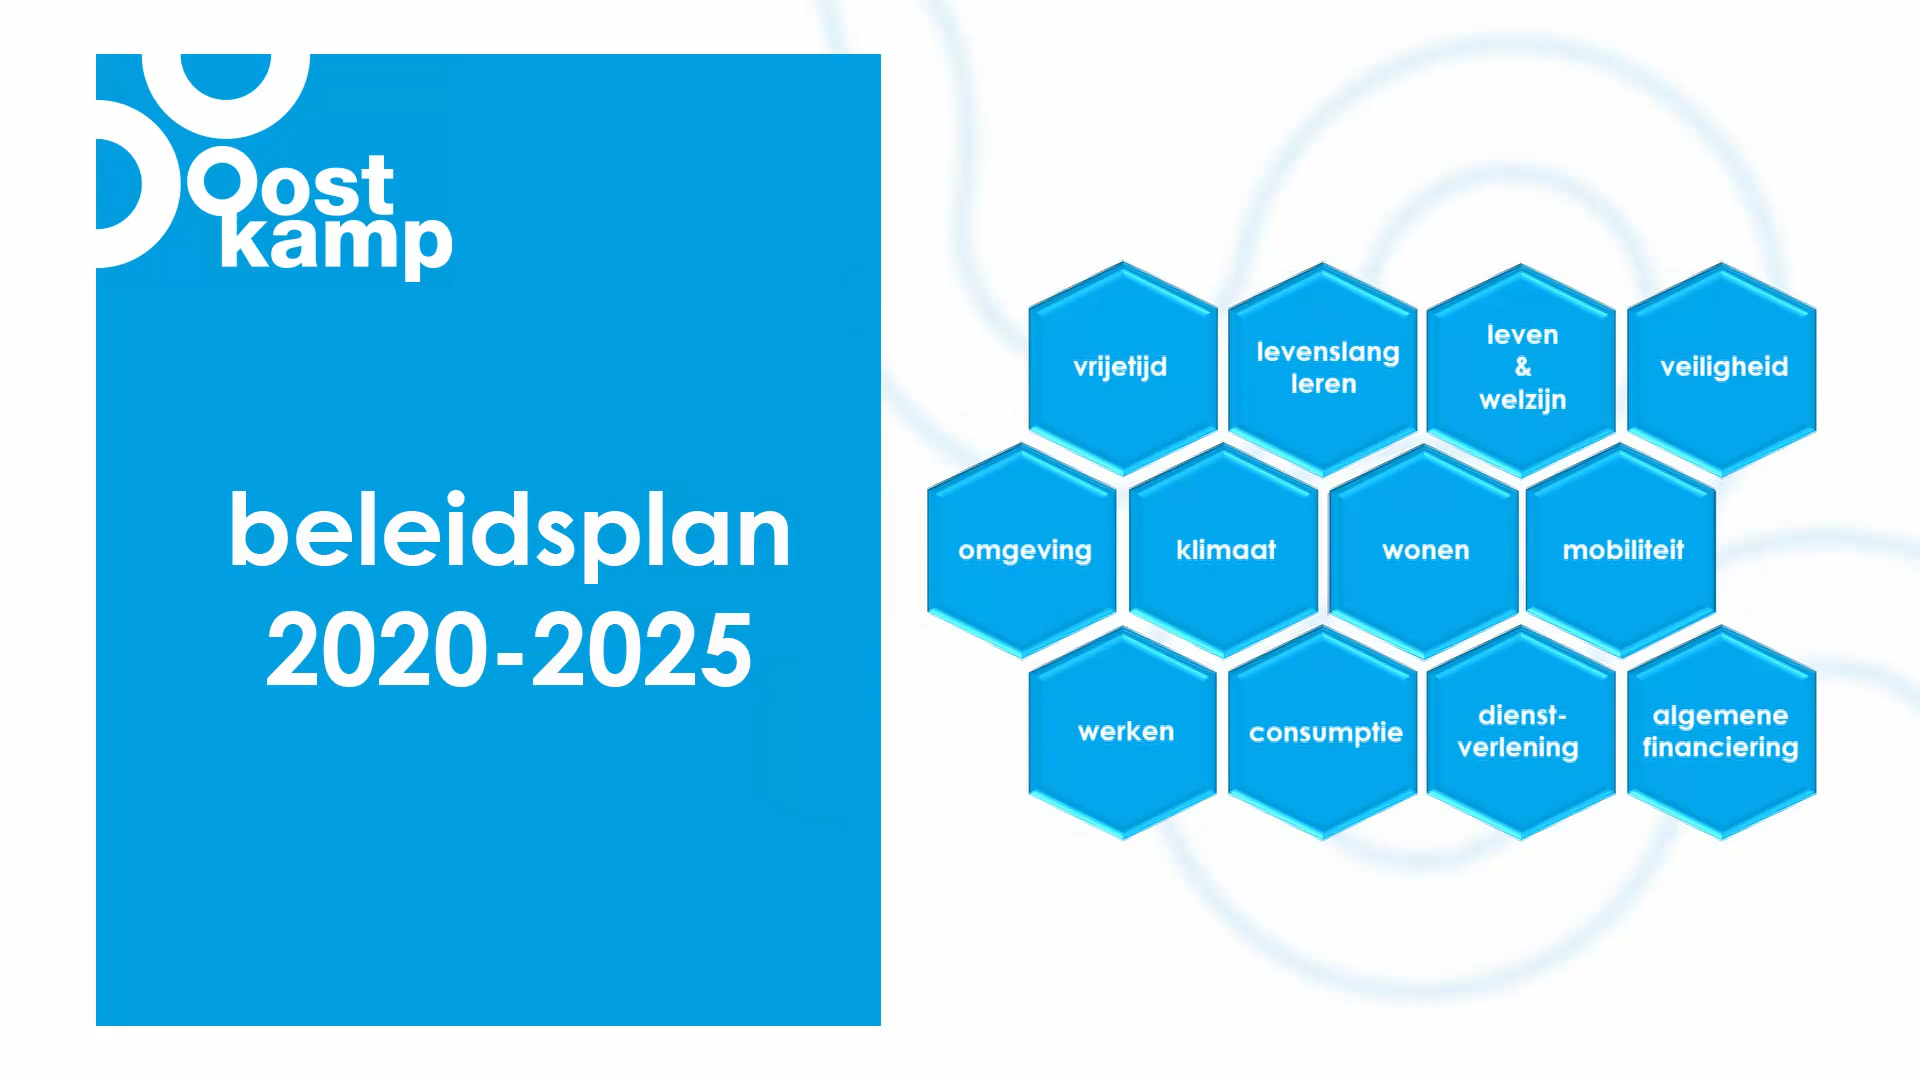 Oost
kamp
beleidsplan
2020-2025
vrijetijd
levenslang
leren
leven
&
welzijn
veiligheid
omgeving
klimaat
wonen
mobiliteit
werken
consumptie
dienst-
verlening
algemene
financiering